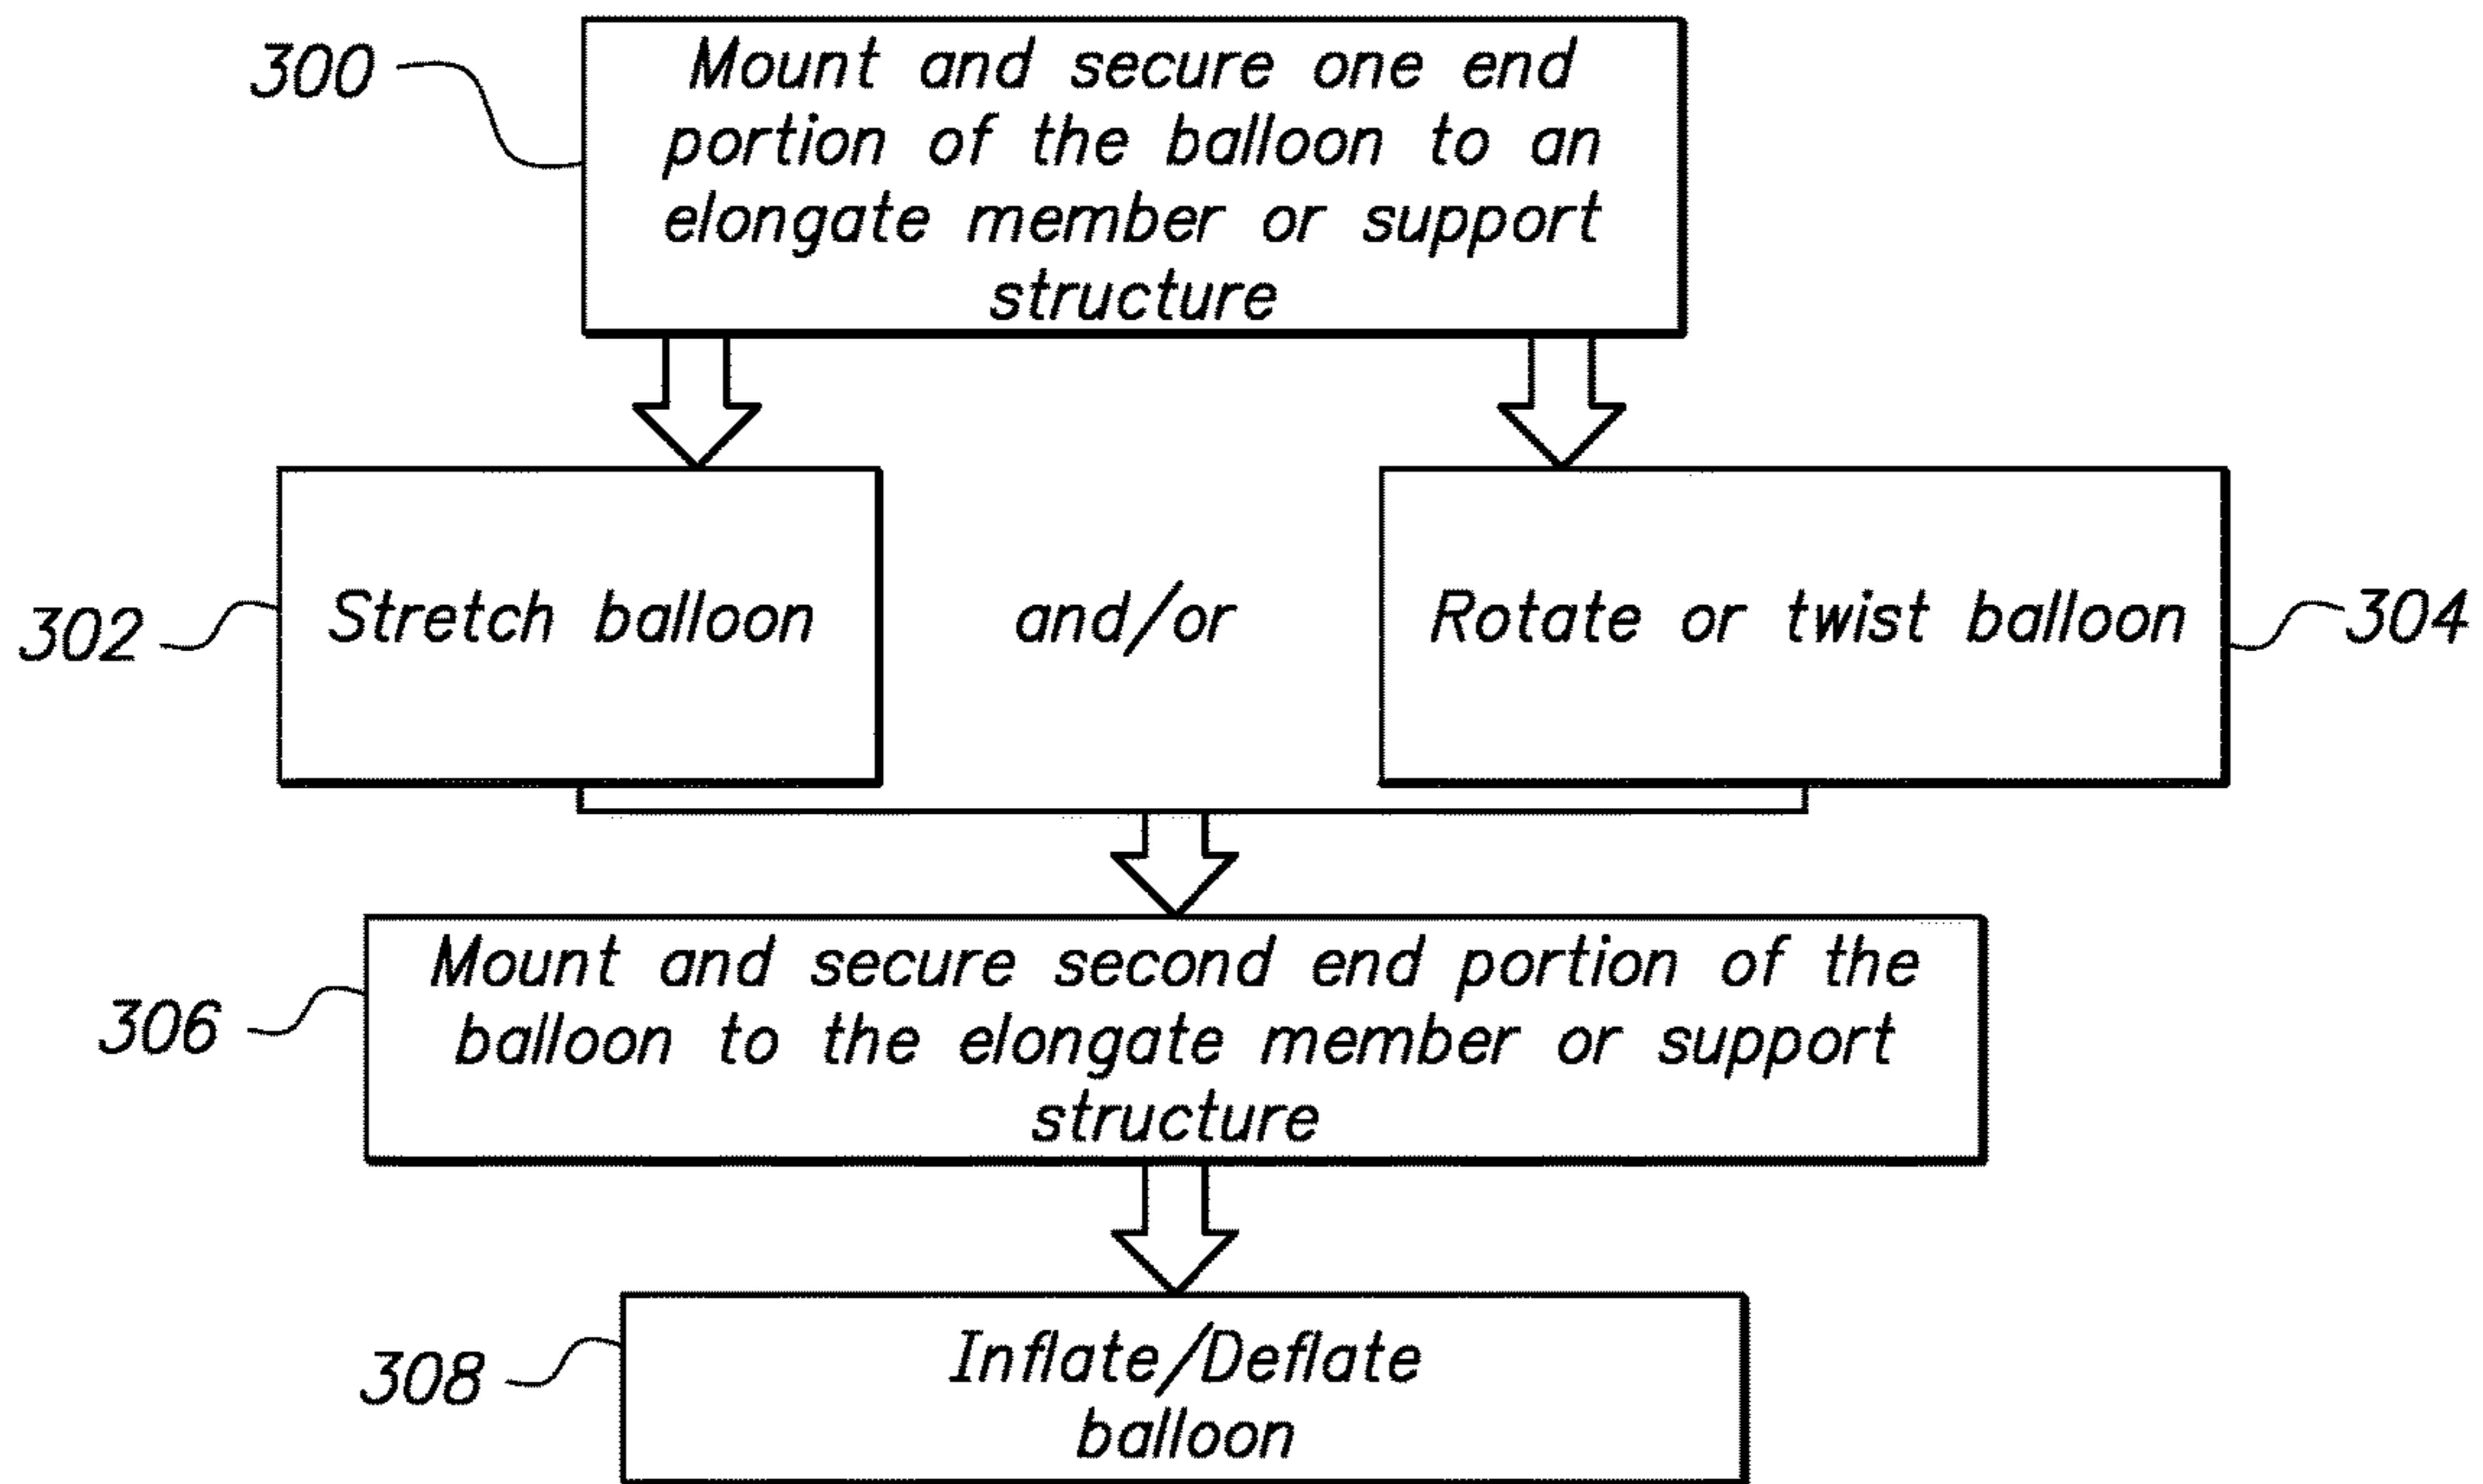 300
Mount and secure one end
portion of the balloon to an
elongate member or support
structure
302
Stretch balloon
and/or
Rotate or twist balloon
304
306
Mount and secure second end portion of the
balloon to the elongate member or support
structure
308
Inflate/Deflate
balloon